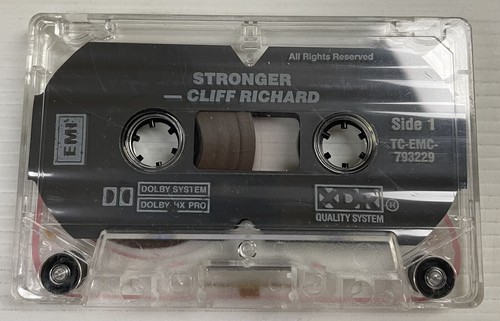 All Rights Reserved
STRONGER
— CLIFF RICHARD
EMI
Side 1
TC-EMC-
793229
DOLBY SYSTEM
DOLBY HX PRO
XDR®
QUALITY SYSTEM